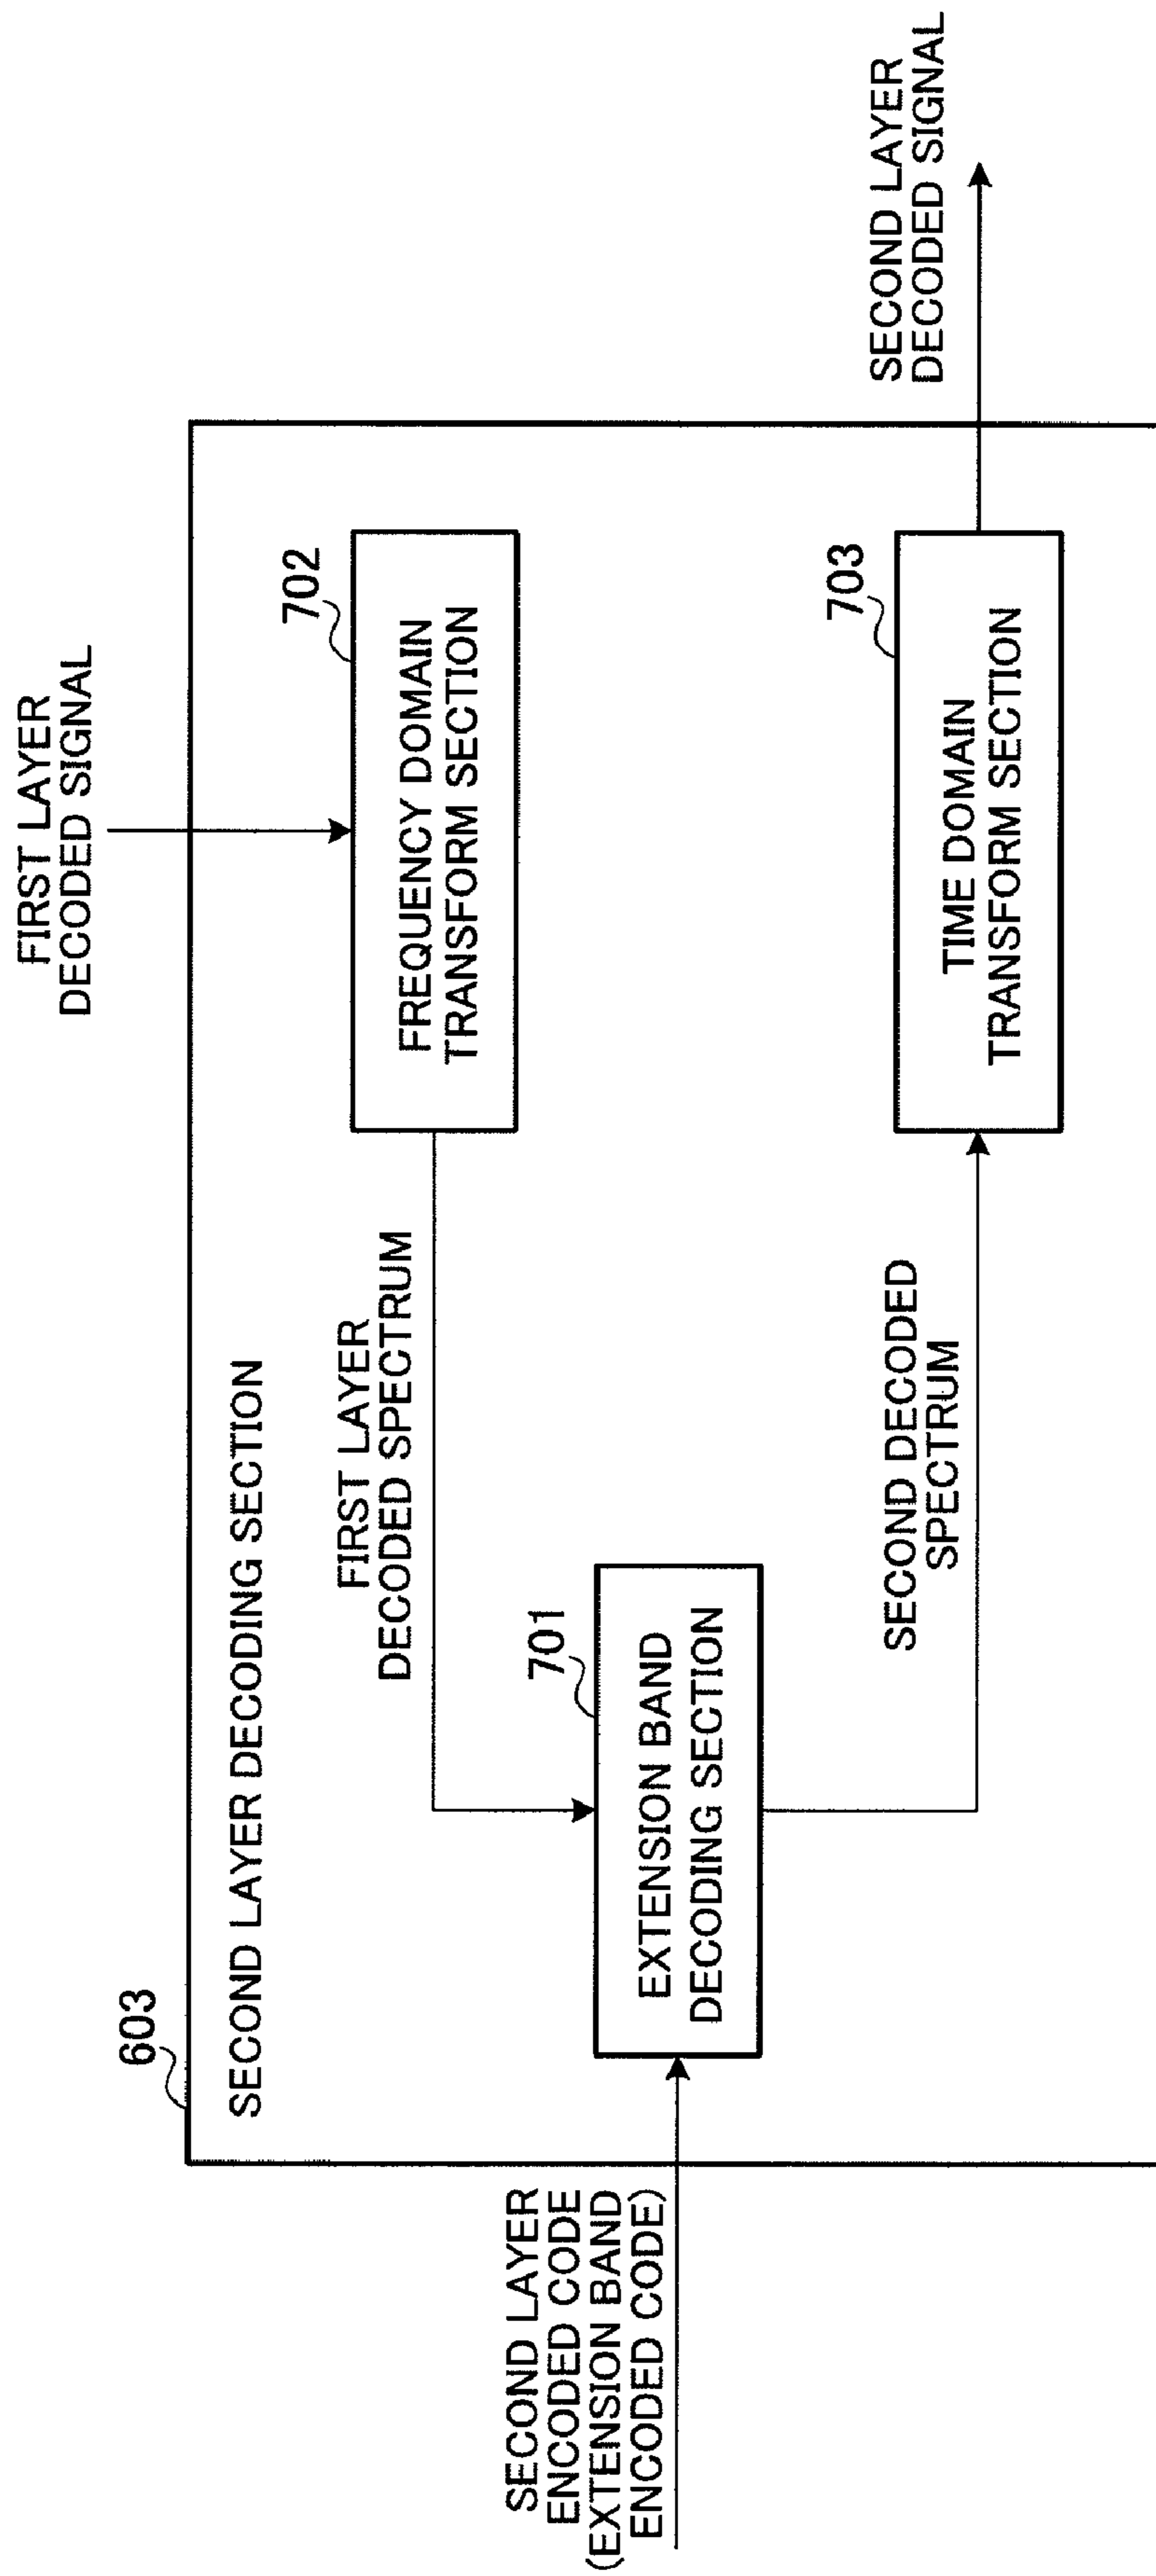 FIRST LAYER
DECODED SIGNAL
603
SECOND LAYER DECODING SECTION
702
FREQUENCY DOMAIN
TRANSFORM SECTION
FIRST LAYER
DECODED SPECTRUM
701
EXTENSION BAND
DECODING SECTION
SECOND LAYER
ENCODED CODE
(EXTENSION BAND
ENCODED CODE)
703
TIME DOMAIN
TRANSFORM SECTION
SECOND DECODED
SPECTRUM
SECOND LAYER
DECODED SIGNAL